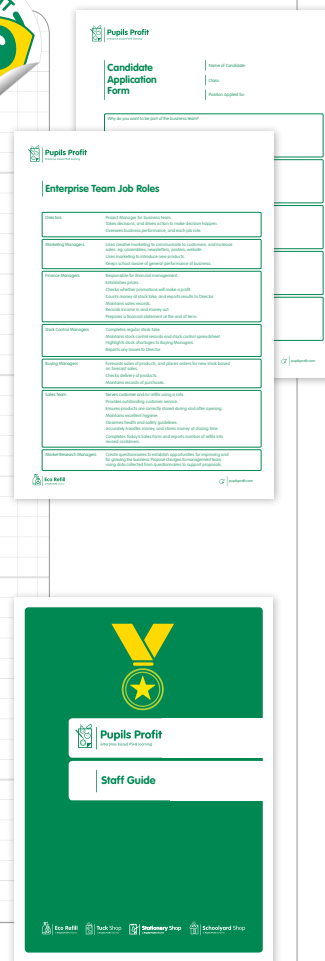 Pupils Profit
Candidate
Application
Form
Name of Candidate:
Class:
Position Applied for:
Why do you want to be part of the business team?
pupilsprofit.com
Pupils Profit
Enterprise Team Job Roles
Directors
Project Manager for business team.
Takes decisions, and drives action to make decision happen.
Oversees business performance, and each job role.
Marketing Managers
Uses creative marketing to communicate to customers, and increase
sales. eg: assemblies, newsletters, posters, website.
Uses marketing to introduce new products.
Keeps school aware of general performance of business.
Finance Managers
Responsible for financial management
Establishes prices.
Checks whether promotions will make a profit.
Counts money at stock take, and reports results to Director.
Maintains sales records.
Records income in and money out.
Prepares a financial statement at the end of term.
Stock Control Managers
Completes regular stock take.
Maintains stock control records and stock control spreadsheet
Highlights stock shortages to Buying Managers.
Reports any losses to Director.
Buying Managers
Forecasts sales of products, and places orders for new stock based
on forecast sales.
Checks delivery of products.
Maintains records of purchases.
Sales Team
Serves customer and/or refills using a rota.
Provides outstanding customer service.
Ensures products are correctly stored during and after opening.
Maintains excellent hygiene.
Observes health and safety guidelines.
Accurately handles money and stores money at closing time.
Completes today's Sales form and reports number of refills into
reward containers.
Market Research Managers
Create questionnaires to establish opportunities for improving and
for growing the business. Propose changes to management team,
using data collected from questionnaires to support proposals.
Eco Refill
pupilsprofit.com
Pupils Profit
Enterprise based PSHE learning
Staff Guide
Eco Refill
Tuck Shop
Stationery Shop
Schoolyard Shop